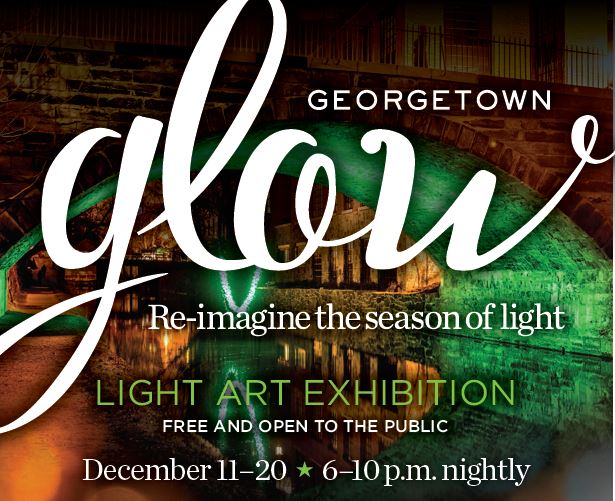 GEORGETOWN
glow
Re-imagine the season of light
LIGHT ART EXHIBITION
FREE AND OPEN TO THE PUBLIC
December 11–20 ★ 6–10 p.m. nightly